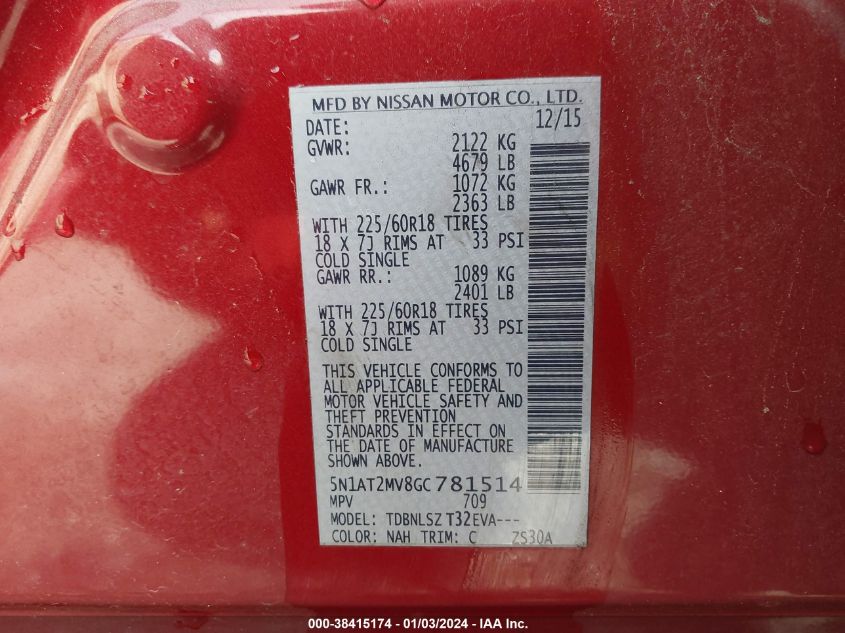 MFD BY NISSAN MOTOR CO., LTD.
DATE: 12/15
GVWR: 2122 KG
4679 LB
GAWR FR.: 1072 KG
2363 LB
WITH 225/60R18 TIRES
18 X 7J RIMS AT 33 PSI
COLD SINGLE
GAWR RR.: 1089 KG
2401 LB
WITH 225/60R18 TIRES
18 X 7J RIMS AT 33 PSI
COLD SINGLE
THIS VEHICLE CONFORMS TO
ALL APPLICABLE FEDERAL
MOTOR VEHICLE SAFETY AND
THEFT PREVENTION
STANDARDS IN EFFECT ON
THE DATE OF MANUFACTURE
SHOWN ABOVE.
5N1AT2MV8GC781514
MPV 709
MODEL: TDBNLSZ T32EVA---
COLOR: NAH TRIM: C ZS30A
000-38415174 - 01/03/2024 - IAA Inc.